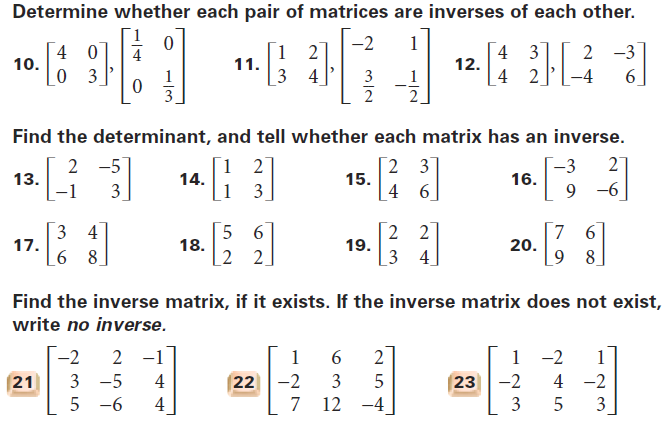 Determine whether each pair of matrices are inverses of each other.
10. [4 0; 0 3], [1/4 0; 0 1/3] 11. [1 2; 3 4], [-2 1; 3/2 -1/2] 12. [4 3; 4 2], [2 -3; -4 6]
Find the determinant, and tell whether each matrix has an inverse.
13. [2 -5; -1 3] 14. [1 2; 1 3] 15. [2 3; 4 6] 16. [-3 2; 9 -6]
17. [3 4; 6 8] 18. [5 6; 2 2] 19. [2 2; 3 4] 20. [7 6; 9 8]
Find the inverse matrix, if it exists. If the inverse matrix does not exist,
write no inverse.
21 [-2 2 -1; 3 -5 4; 5 -6 4] 22 [1 6 2; -2 3 5; 7 12 -4] 23 [1 -2 1; -2 4 -2; 3 5 3]